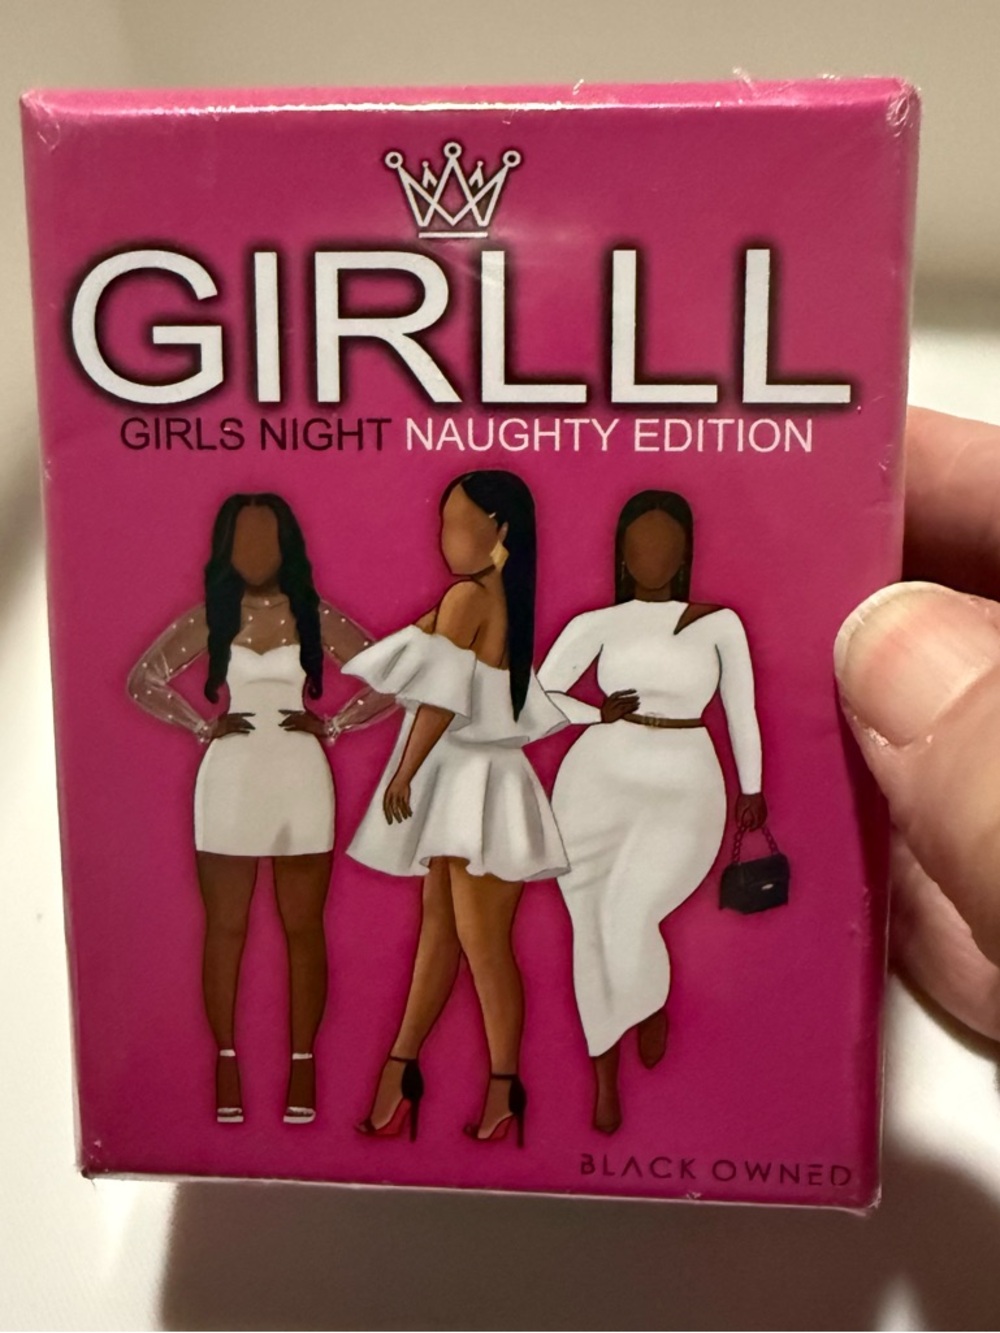 GIRLLL
GIRLS NIGHT NAUGHTY EDITION
BLACK OWNED